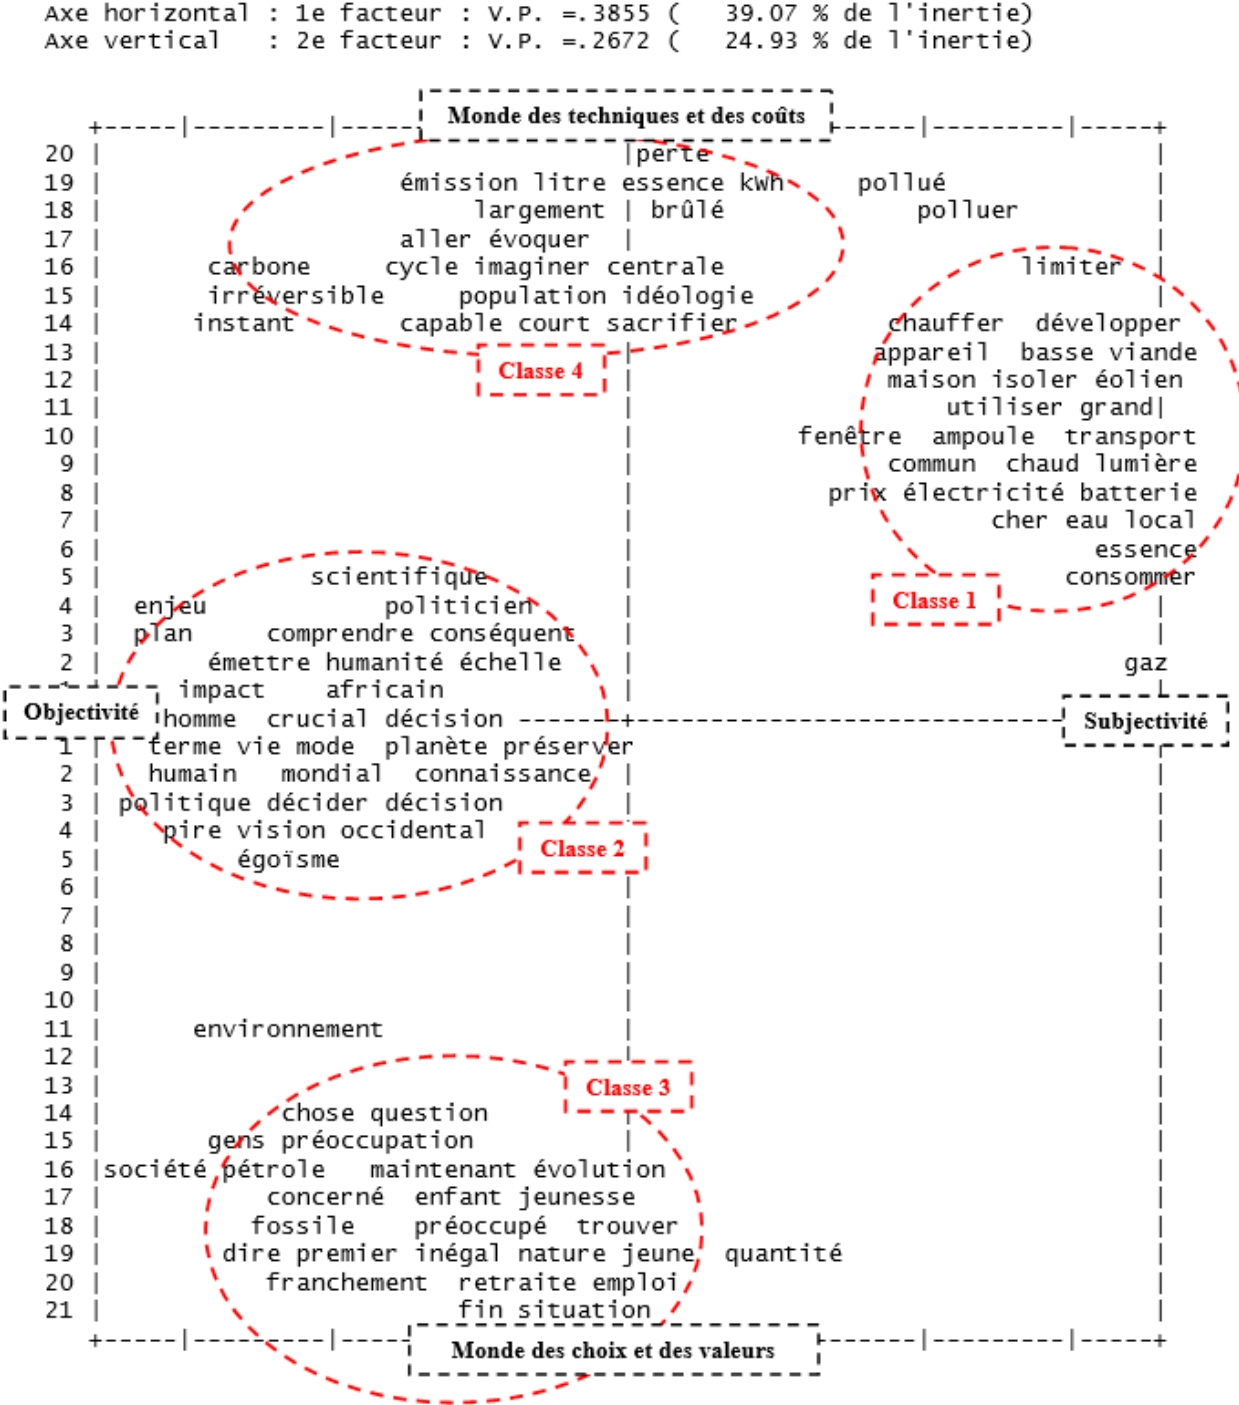 Axe horizontal : 1e facteur : V.P. =.3855 ( 39.07 % de l'inertie)
Axe vertical : 2e facteur : V.P. =.2672 ( 24.93 % de l'inertie)
Monde des techniques et des coûts
+-----|---------|----- -----|---------|-----+
20 | |perte |
19 | émission litre essence kWh pollué |
18 | largement | brûlé polluer |
17 | aller évoquer | |
16 | carbone cycle imaginer centrale limiter |
15 | irréversible population idéologie |
14 | instant capable court sacrifier chauffer développer
13 | | appareil basse viande
Classe 4
12 | | maison isoler éolien
11 | | utiliser grand|
10 | | fenêtre ampoule transport
9 | | commun chaud lumière
8 | | prix électricité batterie
7 | | cher eau local
6 | | essence
5 | scientifique | consommer
4 | enjeu politicien | |
Classe 1
3 | plan comprendre conséquent | |
2 | émettre humanité échelle | gaz
impact africain | |
Objectivité
homme crucial décision -------+-----------------------------
Subjectivité
1 | terme vie mode planète préserver |
2 | humain mondial connaissance | |
3 | politique décider décision | |
4 | pire vision occidental |
Classe 2
5 | égoïsme |
6 | | |
7 | | |
8 | | |
9 | | |
10 | | |
11 | environnement | |
12 | | |
13 | |
Classe 3
14 | chose question | |
15 | gens préoccupation | |
16 |société pétrole maintenant évolution |
17 | concerné enfant jeunesse |
18 | fossile préoccupé trouver |
19 | dire premier inégal nature jeune quantité |
20 | franchement retraite emploi |
21 | fin situation |
+-----|---------|----- ------|---------|-----+
Monde des choix et des valeurs